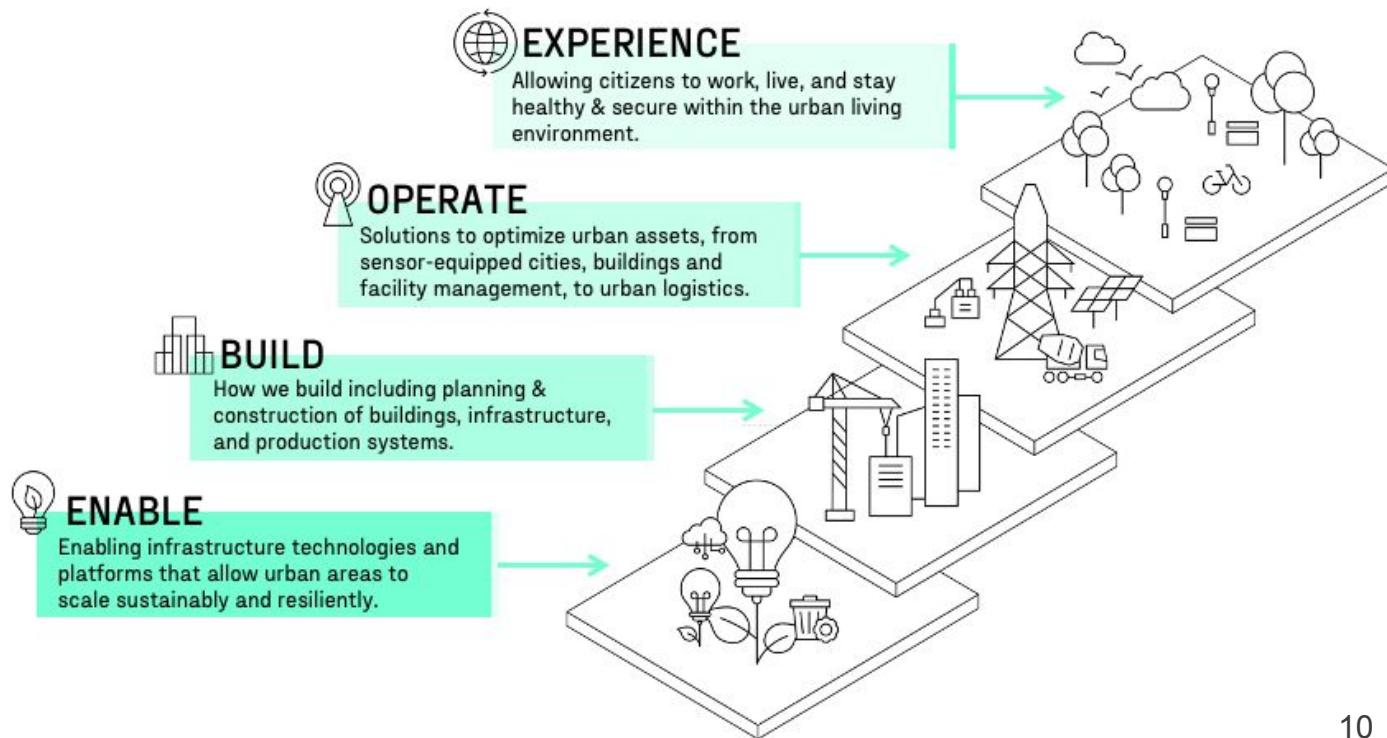 EXPERIENCE
Allowing citizens to work, live, and stay
healthy & secure within the urban living
environment.
OPERATE
Solutions to optimize urban assets, from
sensor-equipped cities, buildings and
facility management, to urban logistics.
BUILD
How we build including planning &
construction of buildings, infrastructure,
and production systems.
ENABLE
Enabling infrastructure technologies and
platforms that allow urban areas to
scale sustainably and resiliently.
10